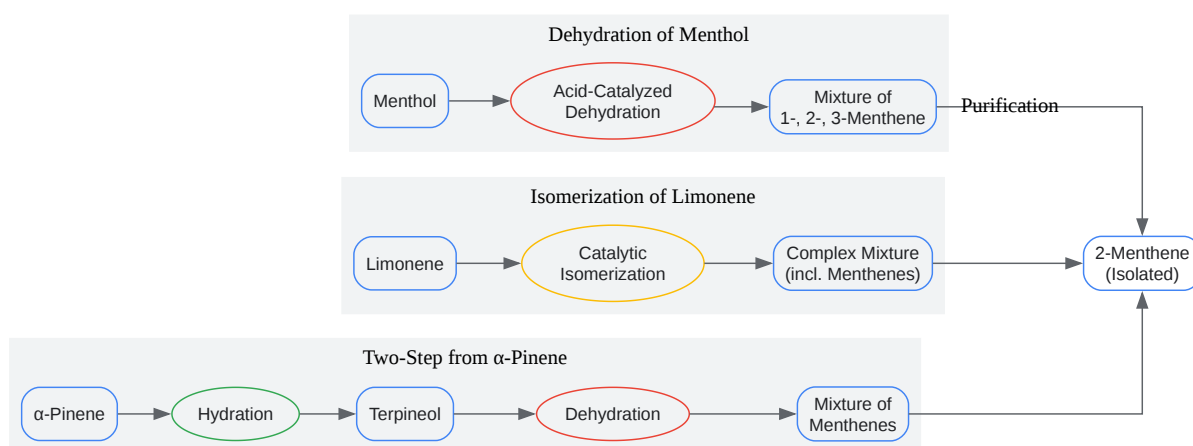 Dehydration of Menthol
Menthol
Acid-Catalyzed
Dehydration
Mixture of
1-, 2-, 3-Menthene
Purification
Isomerization of Limonene
Limonene
Catalytic
Isomerization
Complex Mixture
(incl. Menthenes)
2-Menthene
(Isolated)
Two-Step from α-Pinene
α-Pinene
Hydration
Terpineol
Dehydration
Mixture of
Menthenes